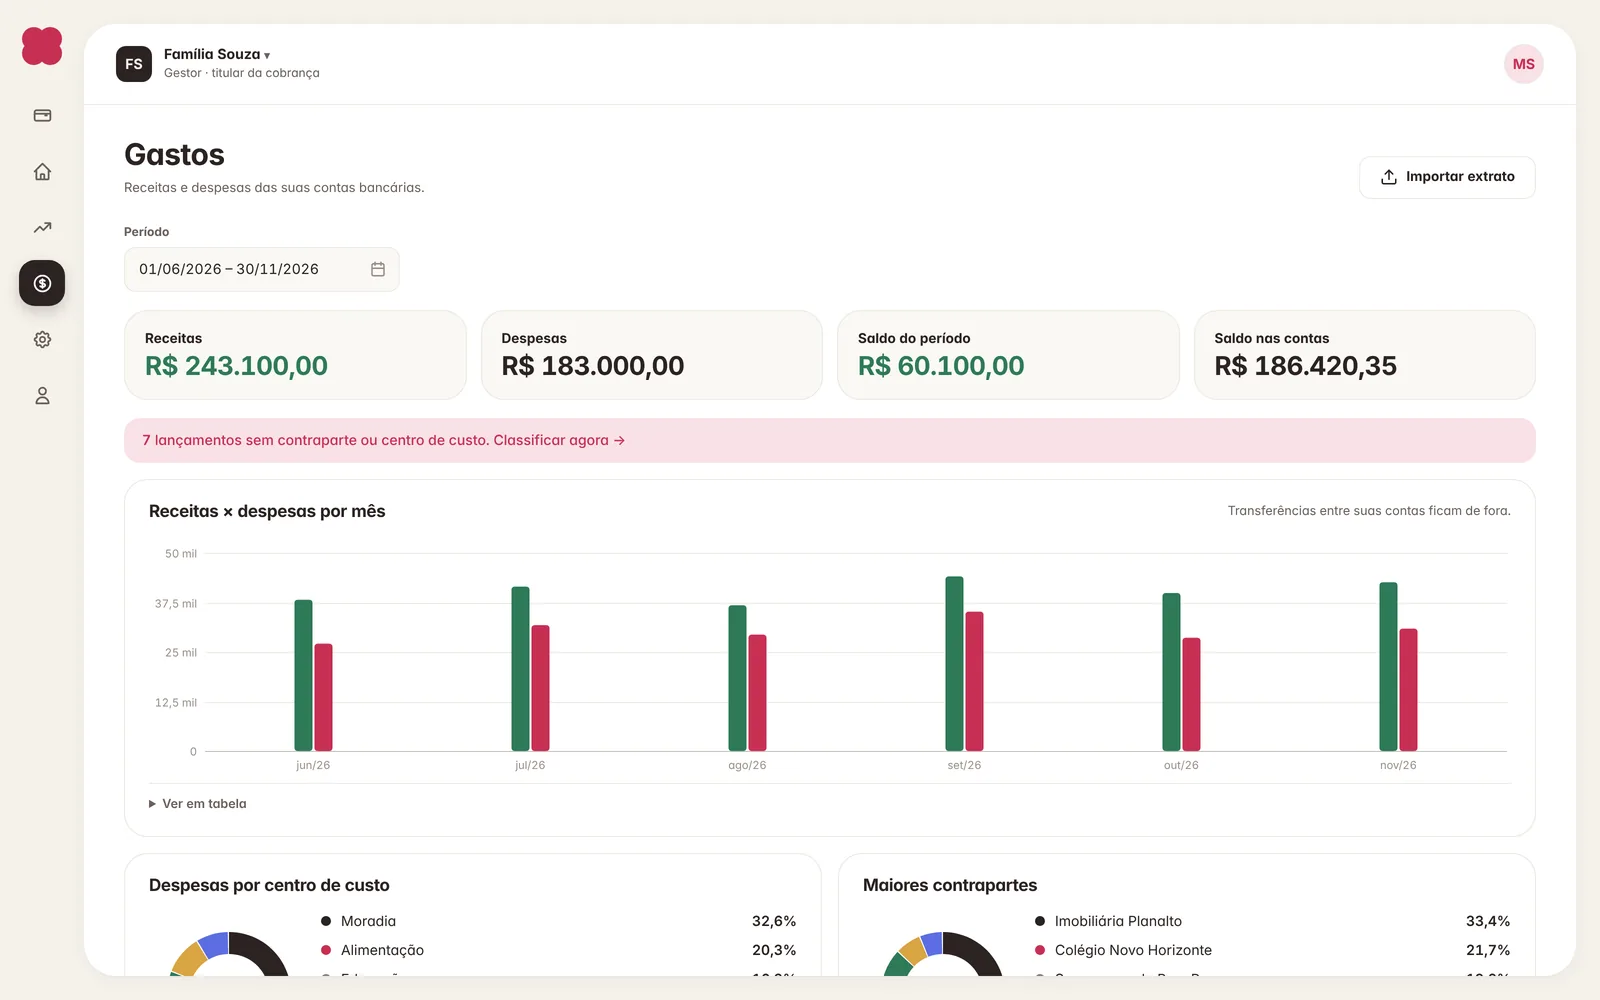 FS
Família Souza ▾
Gestor · titular da cobrança
MS
Gastos
Receitas e despesas das suas contas bancárias.
Importar extrato
Período
01/06/2026 – 30/11/2026
Receitas
R$ 243.100,00
Despesas
R$ 183.000,00
Saldo do período
R$ 60.100,00
Saldo nas contas
R$ 186.420,35
7 lançamentos sem contraparte ou centro de custo. Classificar agora →
Receitas × despesas por mês
Transferências entre suas contas ficam de fora.
50 mil
37,5 mil
25 mil
12,5 mil
0
jun/26
jul/26
ago/26
set/26
out/26
nov/26
▶ Ver em tabela
Despesas por centro de custo
Moradia 32,6%
Alimentação 20,3%
Maiores contrapartes
Imobiliária Planalto 33,4%
Colégio Novo Horizonte 21,7%